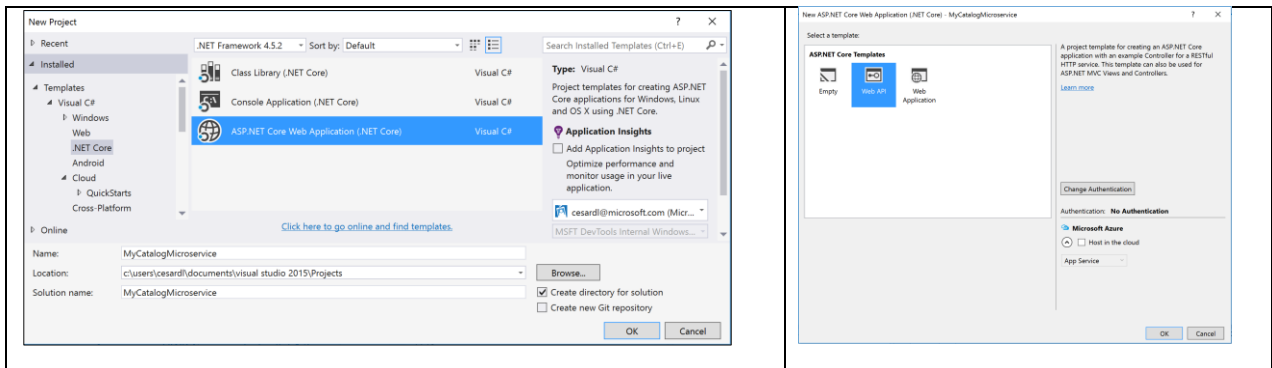 New Project
? ×
Recent
Installed
Templates
Visual C#
Windows
Web
.NET Core
Android
Cloud
QuickStarts
Cross-Platform
Online
.NET Framework 4.5.2 Sort by: Default
Class Library (.NET Core) Visual C#
Console Application (.NET Core) Visual C#
ASP.NET Core Web Application (.NET Core) Visual C#
Click here to go online and find templates.
Search Installed Templates (Ctrl+E)
Type: Visual C#
Project templates for creating ASP.NET
Core applications for Windows, Linux
and OS X using .NET Core.
Application Insights
Add Application Insights to project
Optimize performance and
monitor usage in your live
application.
cesardl@microsoft.com (Micr...
MSFT DevTools Internal Windows...
Name: MyCatalogMicroservice
Location: c:\users\cesardl\documents\visual studio 2015\Projects
Browse...
Solution name: MyCatalogMicroservice
Create directory for solution
Create new Git repository
OK Cancel
New ASP.NET Core Web Application (.NET Core) - MyCatalogMicroservice
? ×
Select a template:
ASP.NET Core Templates
Empty
Web API
Web
Application
A project template for creating an ASP.NET Core
application with an example Controller for a RESTful
HTTP service. This template can also be used for
ASP.NET MVC Views and Controllers.
Learn more
Change Authentication
Authentication: No Authentication
Microsoft Azure
Host in the cloud
App Service
OK Cancel